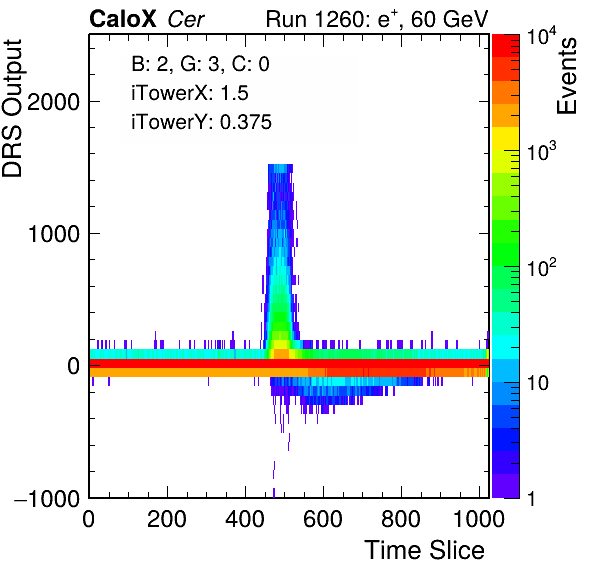 CaloX Cer Run 1260: e⁺, 60 GeV
B: 2, G: 3, C: 0
iTowerX: 1.5
iTowerY: 0.375
DRS Output
2000
1000
0
−1000
0 200 400 600 800 1000
Time Slice
Events
10⁴
10³
10²
10
1